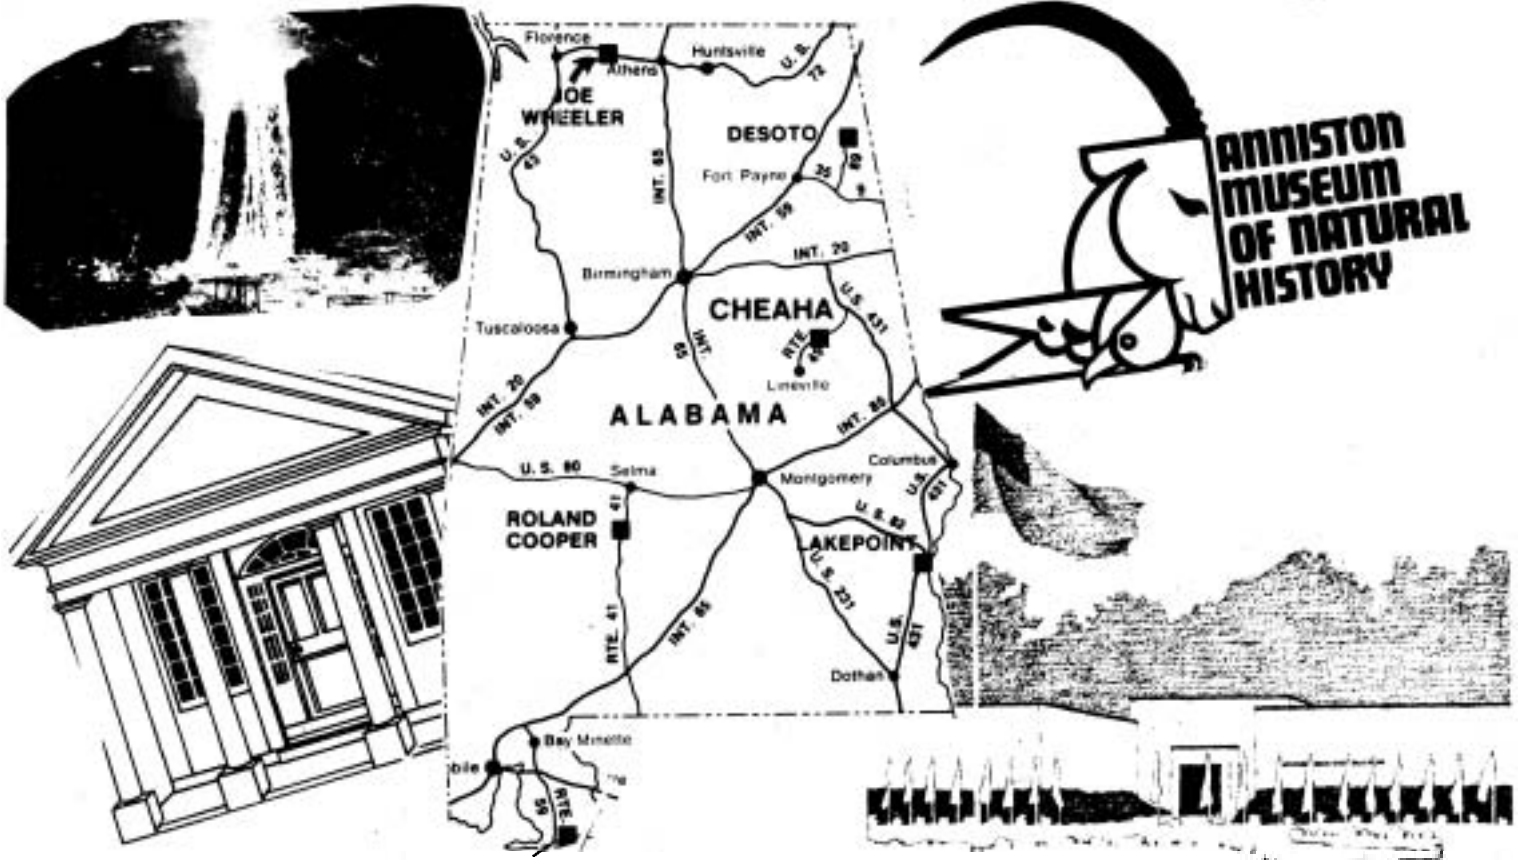 Florence
Huntsville
U. S.
72
Athens
JOE
WHEELER
DESOTO
U. S.
43
INT. 65
Fort Payne
35
89
9
INT. 59
INT. 20
Birmingham
CHEAHA
U. S. 431
Tuscaloosa
INT.
65
RTE.
49
Lineville
INT. 20
INT. 59
ALABAMA
INT. 85
Columbus
U. S. 80
Selma
Montgomery
U. S.
431
41
ROLAND
COOPER
U. S. 82
LAKEPOINT
U. S. 231
RTE. 41
INT. 65
U. S.
431
Dothan
Bay Minette
bile
RTE.
59
ANNISTON
MUSEUM
OF NATURAL
HISTORY